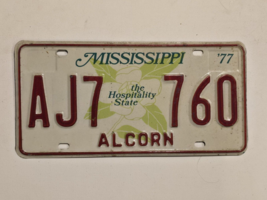 MISSISSIPPI '77
AJ7 760
the
Hospitality
State
ALCORN